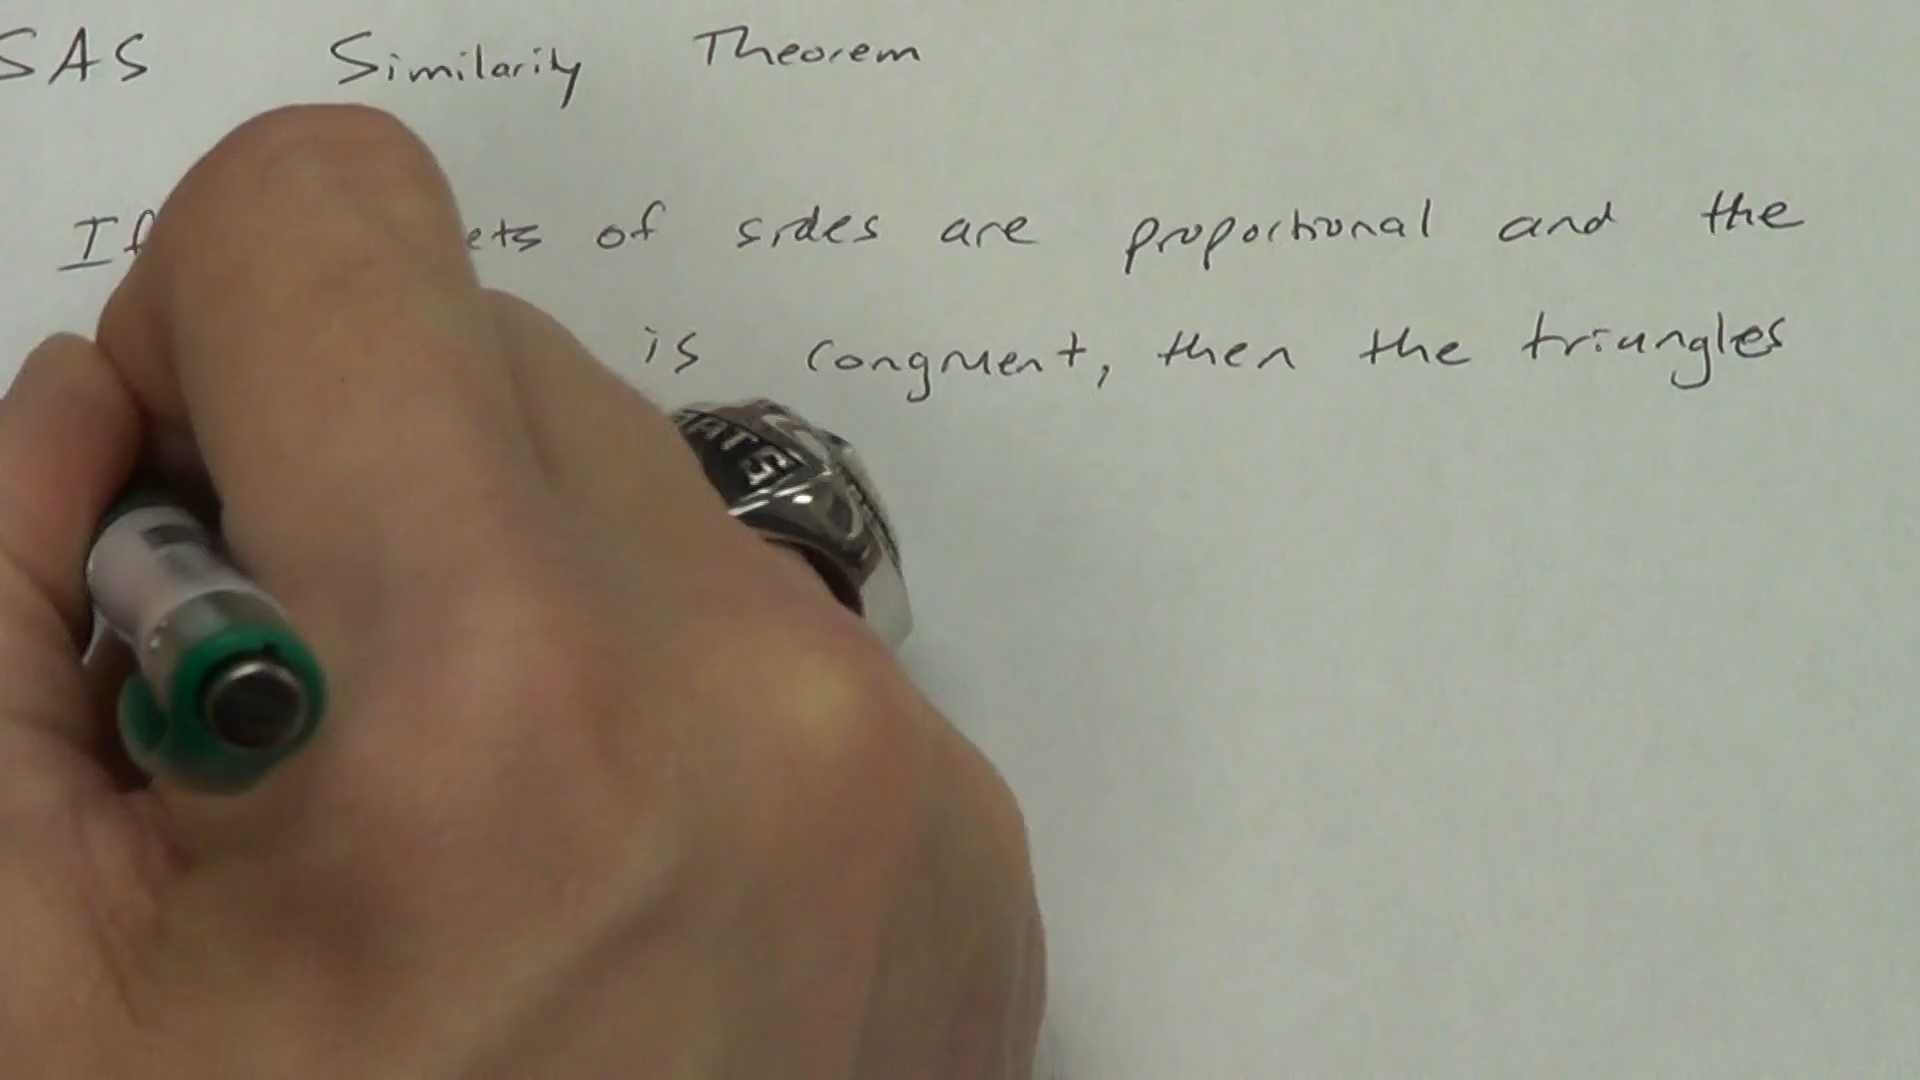 SAS Similarity Theorem
If ets of sides are proportional and the
is congruent, then the triangles